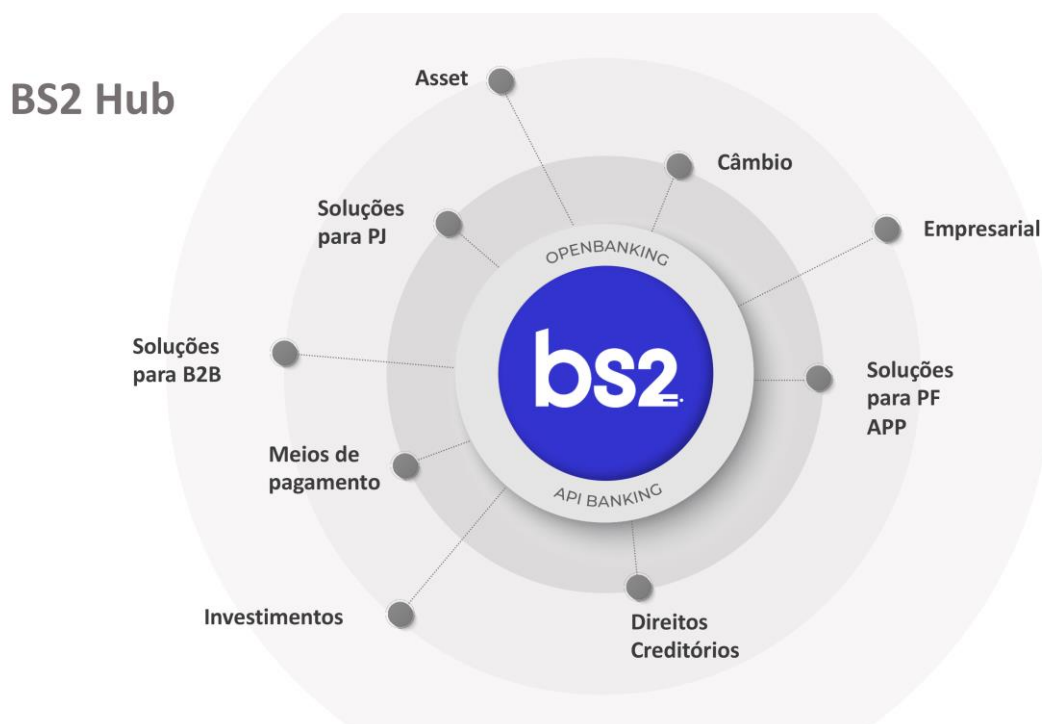 BS2 Hub
Asset
Câmbio
Soluções
para PJ
Empresarial
OPENBANKING
bs2
Soluções
para B2B
Soluções
para PF
APP
Meios de
pagamento
API BANKING
Investimentos
Direitos
Creditórios